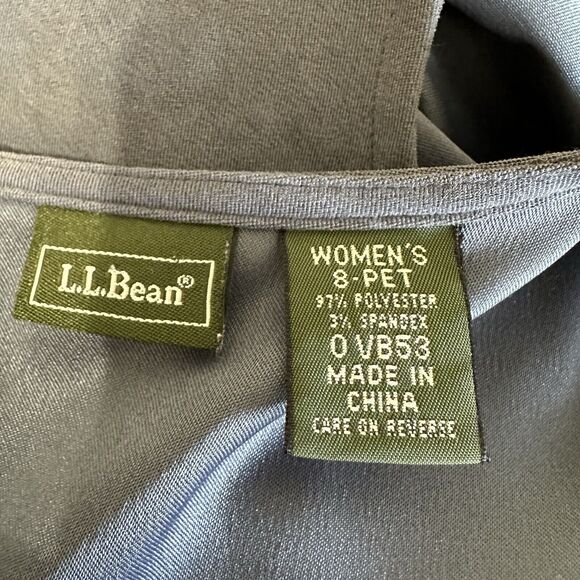 L.L.Bean®
WOMEN'S
8-PET
97% POLYESTER
3% SPANDEX
0 VB53
MADE IN
CHINA
CARE ON REVERSE